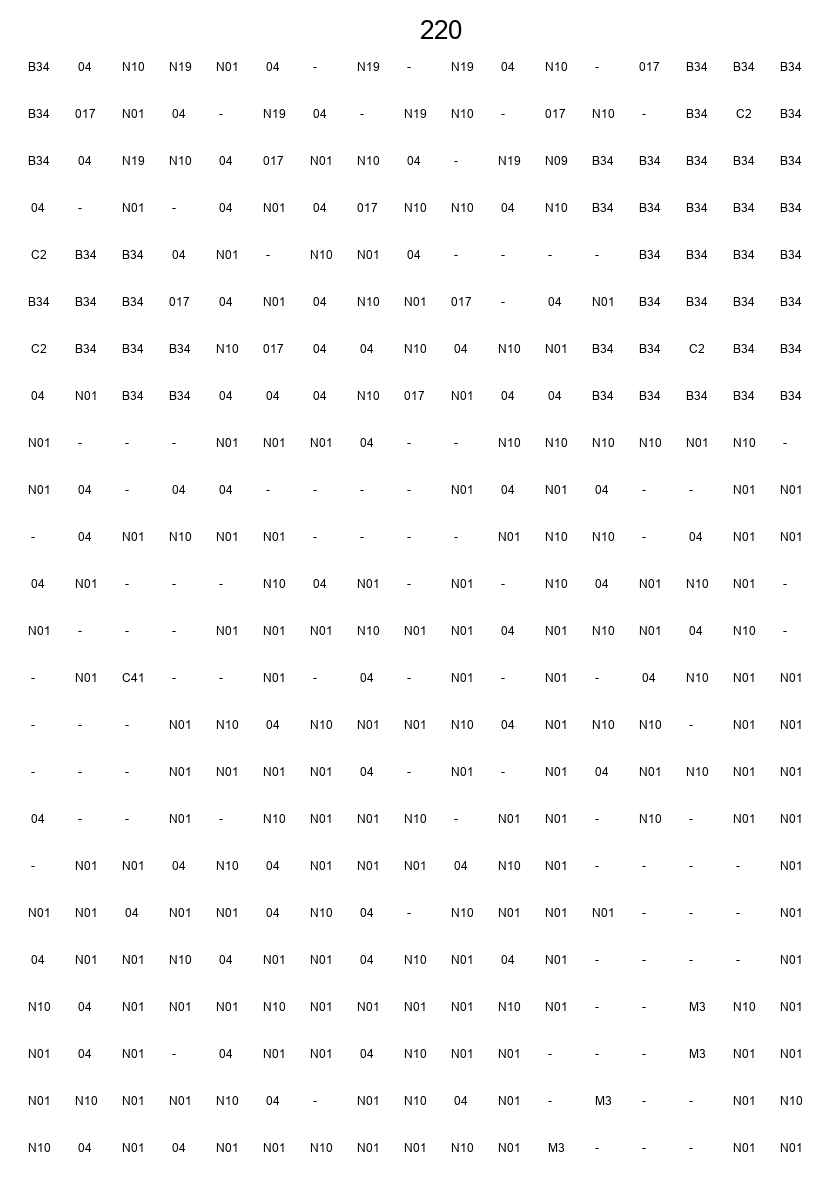 220
B34 04 N10 N19 N01 04 - N19 - N19 04 N10 - 017 B34 B34 B34
B34 017 N01 04 - N19 04 - N19 N10 - 017 N10 - B34 C2 B34
B34 04 N19 N10 04 017 N01 N10 04 - N19 N09 B34 B34 B34 B34 B34
04 - N01 - 04 N01 04 017 N10 N10 04 N10 B34 B34 B34 B34 B34
C2 B34 B34 04 N01 - N10 N01 04 - - - - B34 B34 B34 B34
B34 B34 B34 017 04 N01 04 N10 N01 017 - 04 N01 B34 B34 B34 B34
C2 B34 B34 B34 N10 017 04 04 N10 04 N10 N01 B34 B34 C2 B34 B34
04 N01 B34 B34 04 04 04 N10 017 N01 04 04 B34 B34 B34 B34 B34
N01 - - - N01 N01 N01 04 - - N10 N10 N10 N10 N01 N10 -
N01 04 - 04 04 - - - - N01 04 N01 04 - - N01 N01
- 04 N01 N10 N01 N01 - - - - N01 N10 N10 - 04 N01 N01
04 N01 - - - N10 04 N01 - N01 - N10 04 N01 N10 N01 -
N01 - - - N01 N01 N01 N10 N01 N01 04 N01 N10 N01 04 N10 -
- N01 C41 - - N01 - 04 - N01 - N01 - 04 N10 N01 N01
- - - N01 N10 04 N10 N01 N01 N10 04 N01 N10 N10 - N01 N01
- - - N01 N01 N01 N01 04 - N01 - N01 04 N01 N10 N01 N01
04 - - N01 - N10 N01 N01 N10 - N01 N01 - N10 - N01 N01
- N01 N01 04 N10 04 N01 N01 N01 04 N10 N01 - - - - N01
N01 N01 04 N01 N01 04 N10 04 - N10 N01 N01 N01 - - - N01
04 N01 N01 N10 04 N01 N01 04 N10 N01 04 N01 - - - - N01
N10 04 N01 N01 N01 N10 N01 N01 N01 N01 N10 N01 - - M3 N10 N01
N01 04 N01 - 04 N01 N01 04 N10 N01 N01 - - - M3 N01 N01
N01 N10 N01 N01 N10 04 - N01 N10 04 N01 - M3 - - N01 N10
N10 04 N01 04 N01 N01 N10 N01 N01 N10 N01 M3 - - - N01 N01